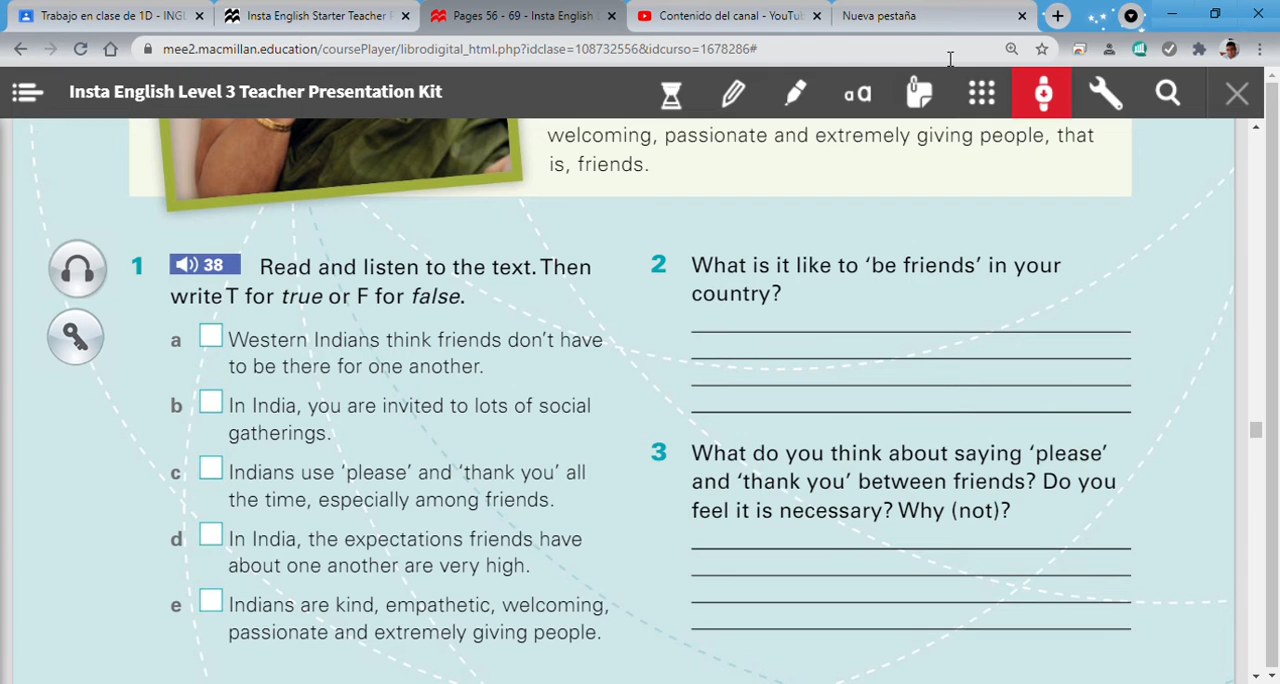 Trabajo en clase de 1D - INGL
Insta English Starter Teacher P
Pages 56 - 69 - Insta English L
Contenido del canal - YouTu
Nueva pestaña
mee2.macmillan.education/coursePlayer/librodigital_html.php?idclase=108732556&idcurso=1678286#
Insta English Level 3 Teacher Presentation Kit
aA
welcoming, passionate and extremely giving people, that
is, friends.
1 38 Read and listen to the text. Then
write T for true or F for false.
a Western Indians think friends don't have
to be there for one another.
b In India, you are invited to lots of social
gatherings.
c Indians use 'please' and 'thank you' all
the time, especially among friends.
d In India, the expectations friends have
about one another are very high.
e Indians are kind, empathetic, welcoming,
passionate and extremely giving people.
2 What is it like to 'be friends' in your
country?
3 What do you think about saying 'please'
and 'thank you' between friends? Do you
feel it is necessary? Why (not)?